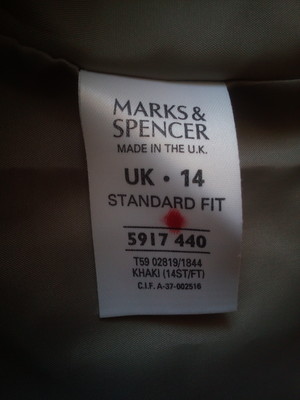 MARKS &
SPENCER
MADE IN THE U.K.
UK • 14
STANDARD FIT
5917 440
T59 02819/1844
KHAKI (14ST/FT)
C.I.F. A-37-002516